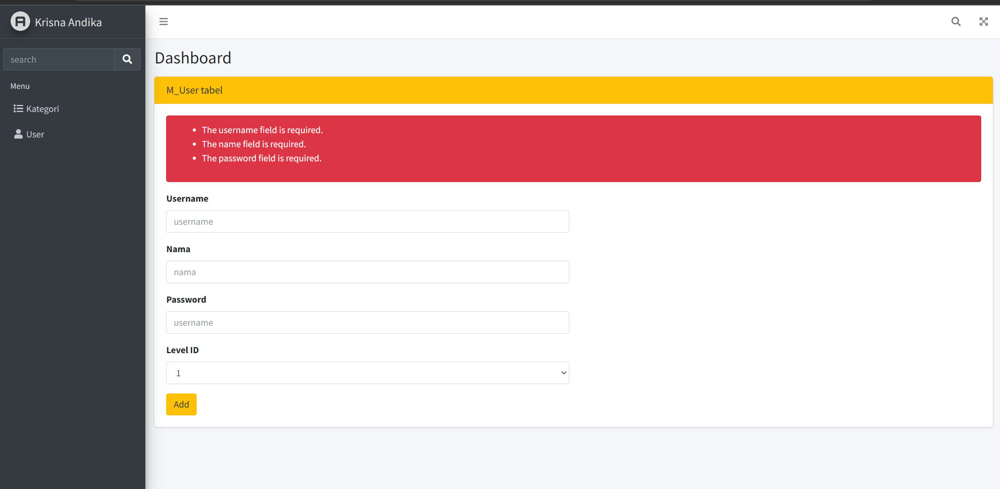 Krisna Andika
search
Menu
Kategori
User
Dashboard
M_User tabel
The username field is required.
The name field is required.
The password field is required.
Username
username
Nama
nama
Password
username
Level ID
1
Add